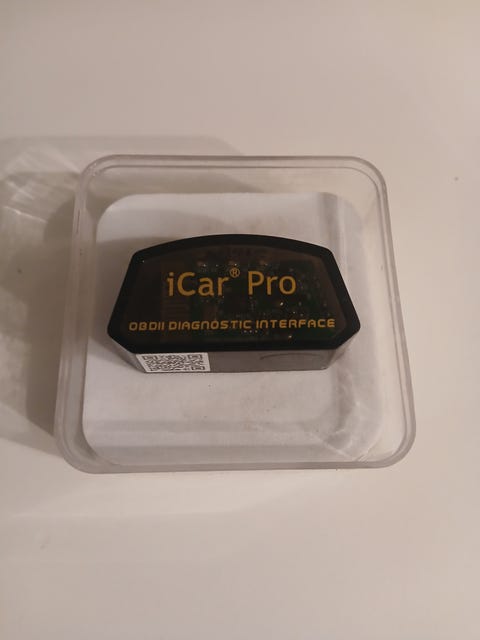 iCar® Pro
OBDII DIAGNOSTIC INTERFACE